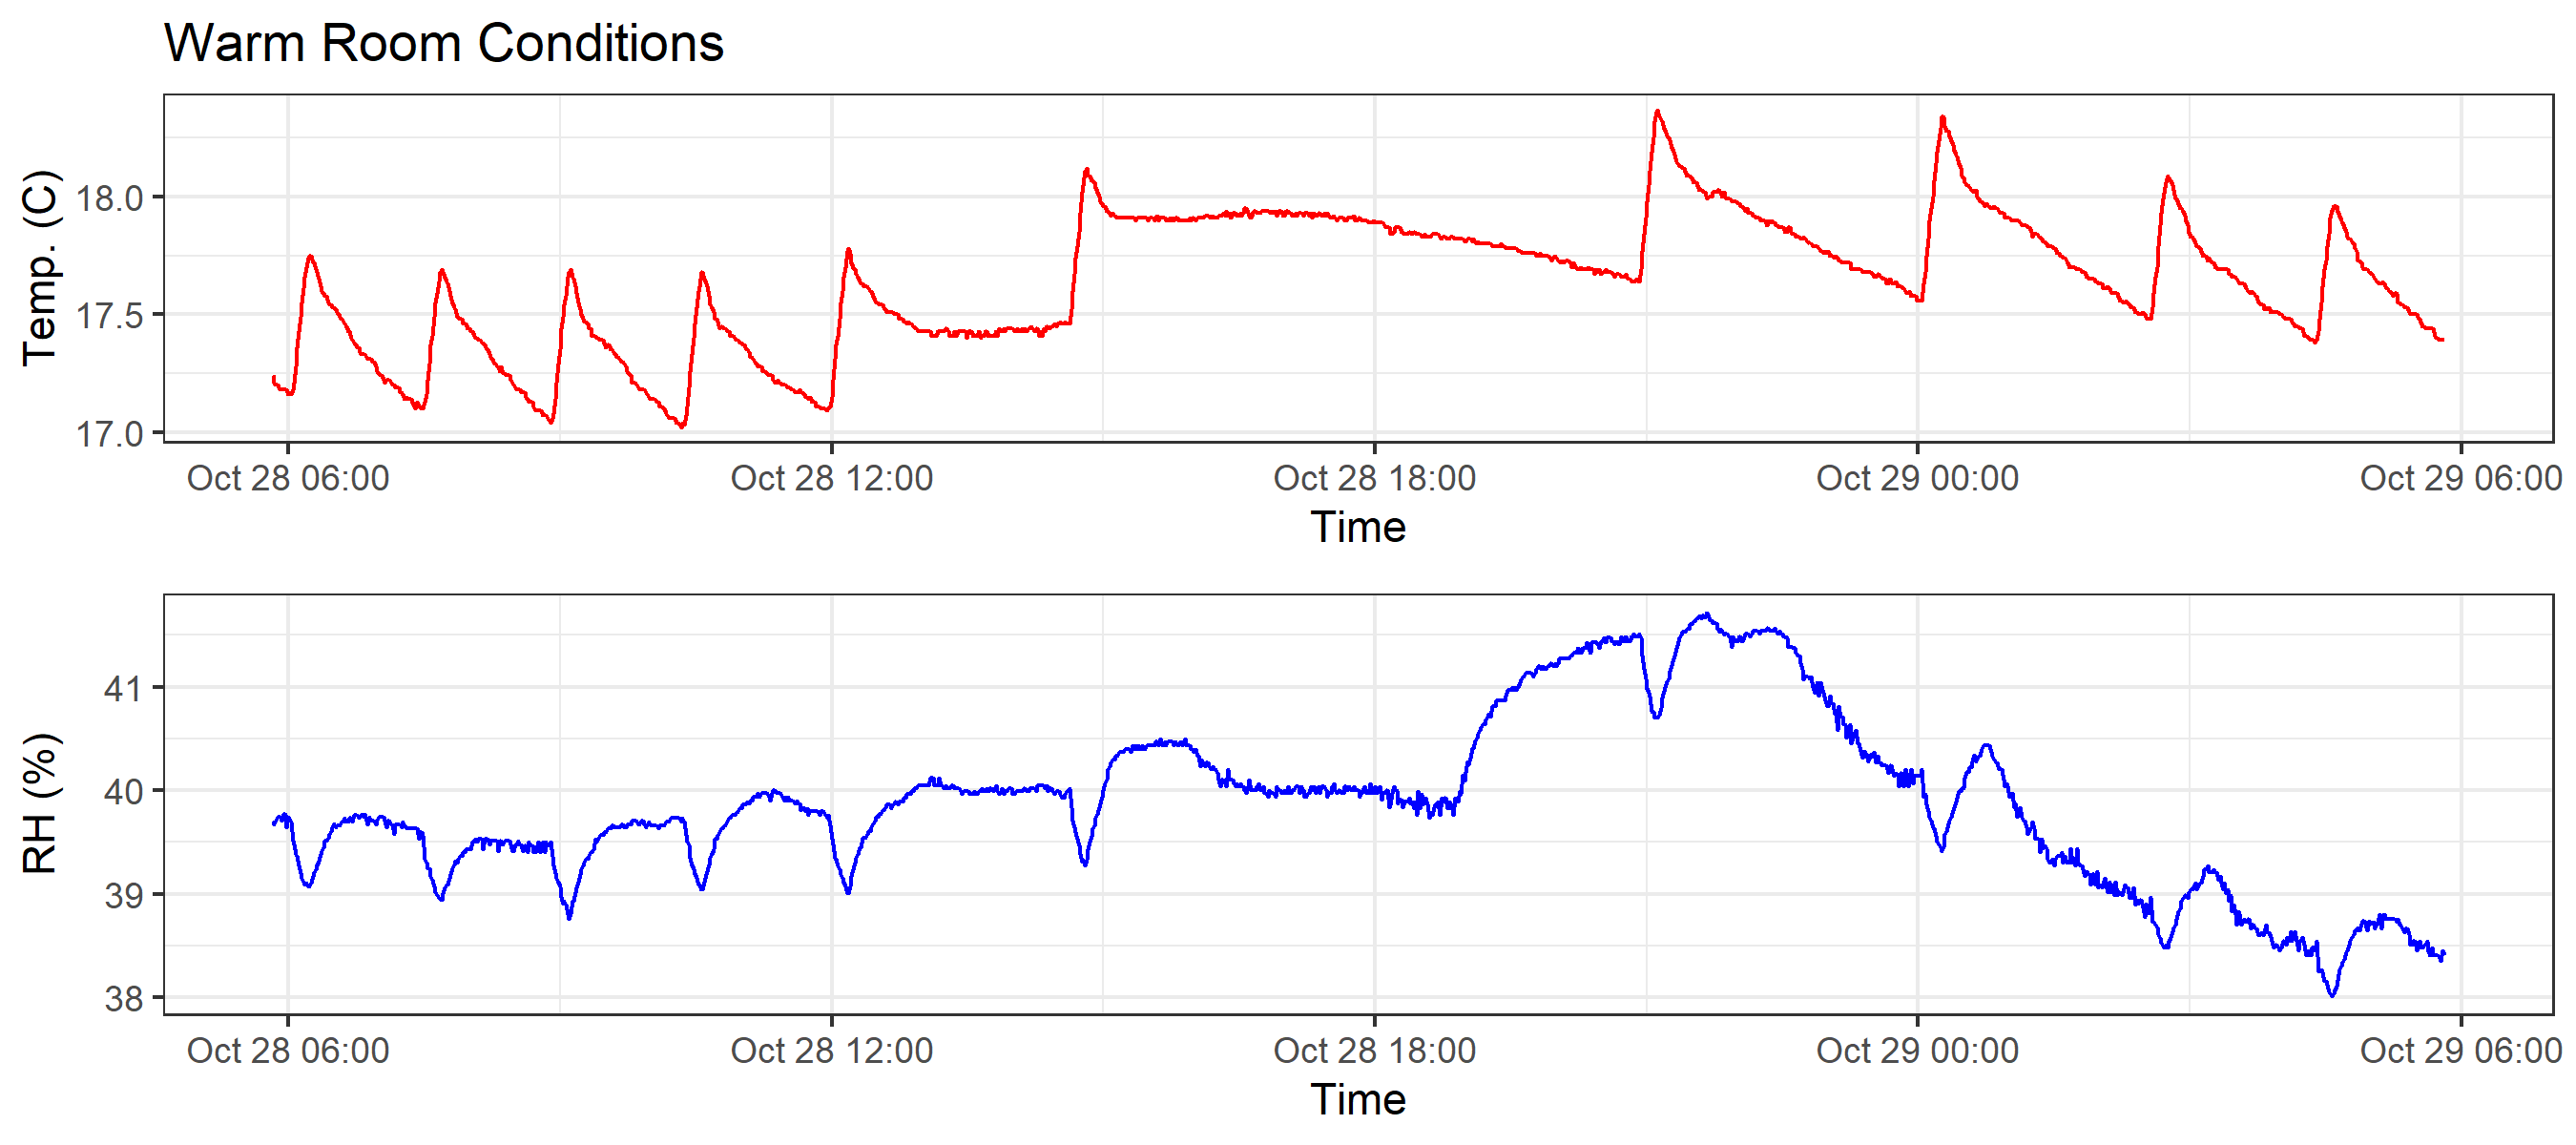 Warm Room Conditions
Temp. (C)
18.0
17.5
17.0
Oct 28 06:00 Oct 28 12:00 Oct 28 18:00 Oct 29 00:00 Oct 29 06:00
Time
RH (%)
41
40
39
38
Oct 28 06:00 Oct 28 12:00 Oct 28 18:00 Oct 29 00:00 Oct 29 06:00
Time